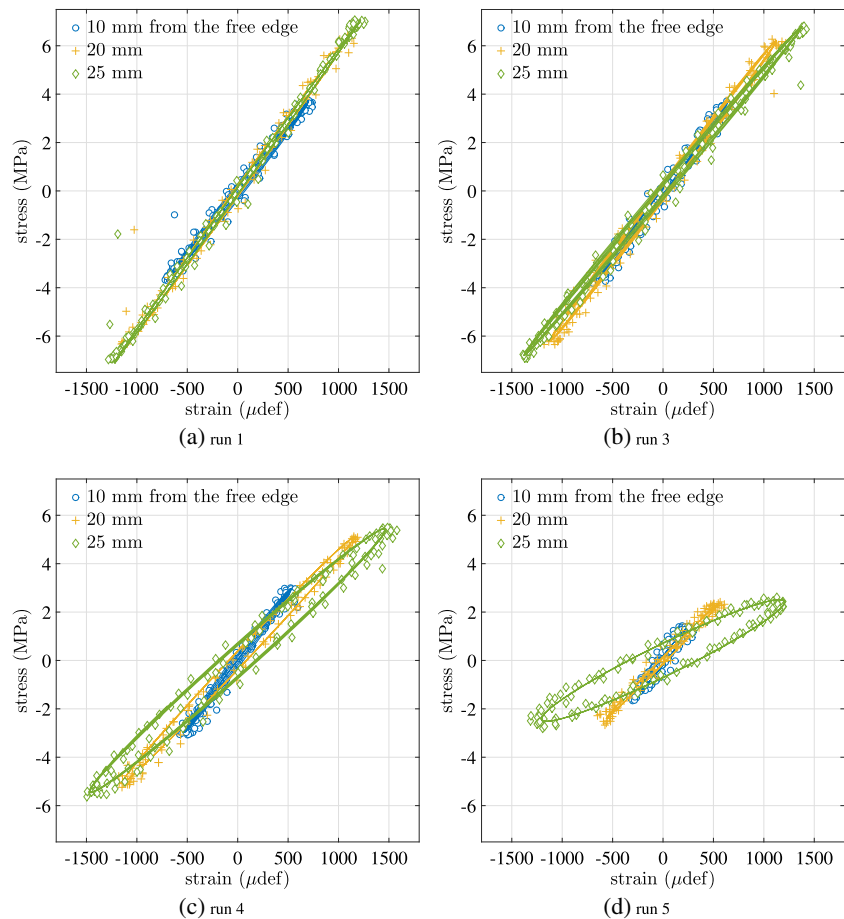 10 mm from the free edge
20 mm
25 mm
6
4
2
0
-2
-4
-6
stress (MPa)
-1500 -1000 -500 0 500 1000 1500
strain (μdef)
(a) run 1
10 mm from the free edge
20 mm
25 mm
6
4
2
0
-2
-4
-6
stress (MPa)
-1500 -1000 -500 0 500 1000 1500
strain (μdef)
(b) run 3
10 mm from the free edge
20 mm
25 mm
6
4
2
0
-2
-4
-6
stress (MPa)
-1500 -1000 -500 0 500 1000 1500
strain (μdef)
(c) run 4
10 mm from the free edge
20 mm
25 mm
6
4
2
0
-2
-4
-6
stress (MPa)
-1500 -1000 -500 0 500 1000 1500
strain (μdef)
(d) run 5